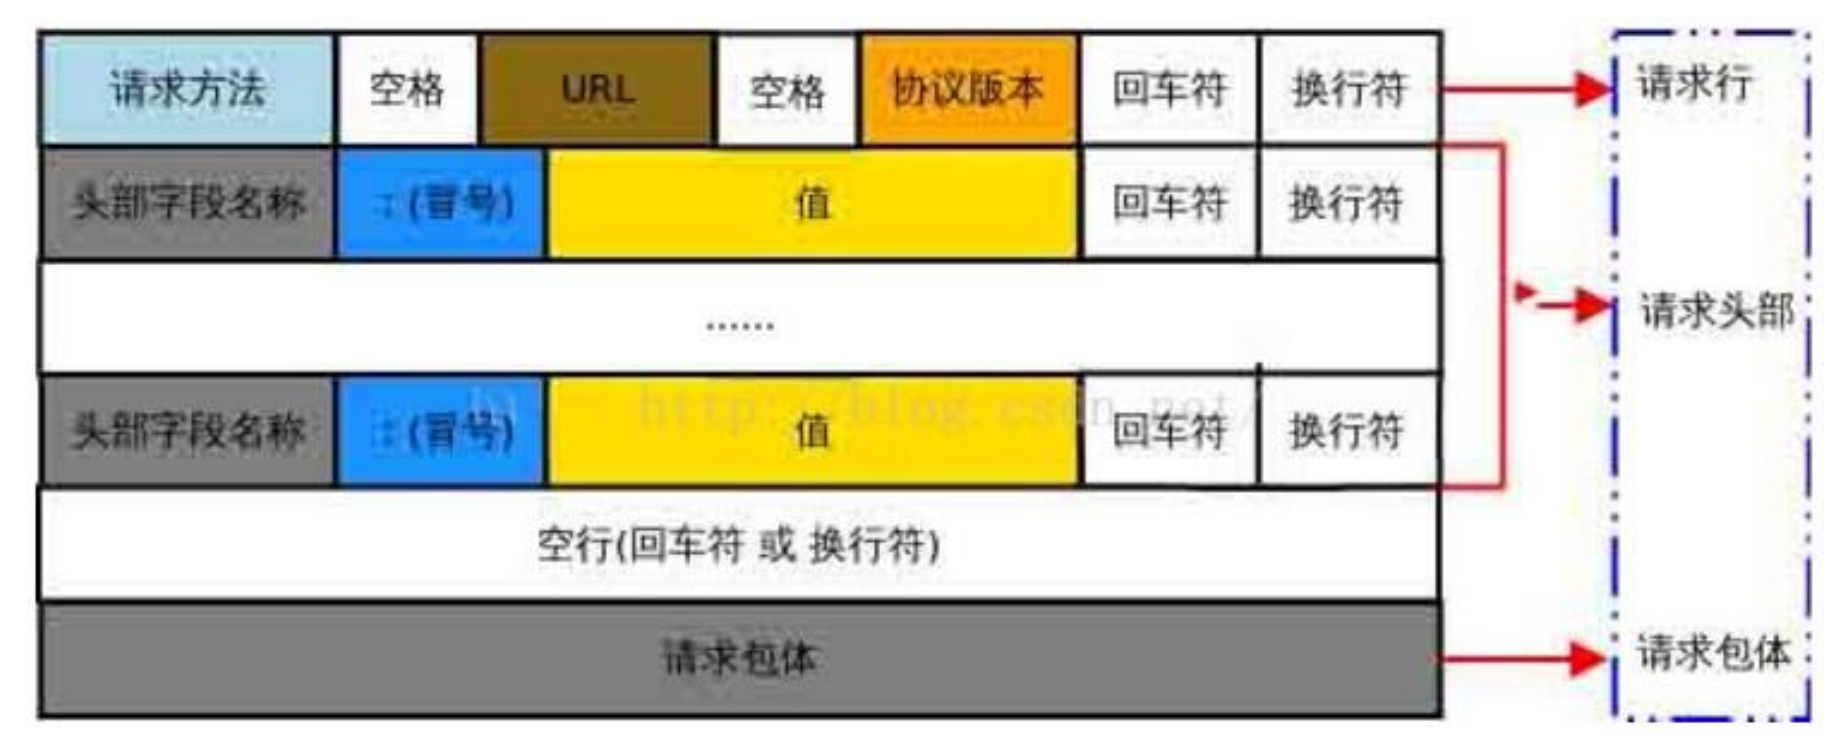 请求方法 空格 URL 空格 协议版本 回车符 换行符 请求行
头部字段名称 :(冒号) 值 回车符 换行符
...... 请求头部
头部字段名称 :(冒号) 值 回车符 换行符
http://blog.csdn.net/
空行(回车符 或 换行符)
请求包体 请求包体